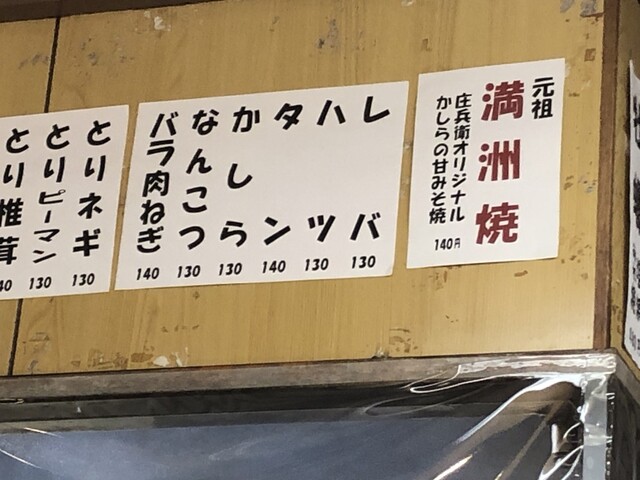 元祖
満洲焼
庄兵衛オリジナル
かしらの甘みそ焼
140円
レバ
130
ハツ
130
タン
140
かしら
130
なんこつ
130
バラ肉ねぎ
140
とりネギ
130
とりピーマン
130
とり椎茸